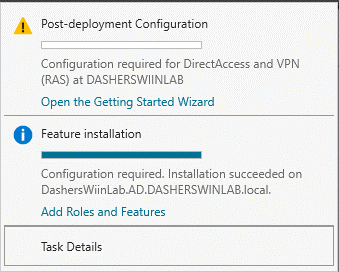 Post-deployment Configuration
Configuration required for DirectAccess and VPN
(RAS) at DASHERSWIINLAB
Open the Getting Started Wizard
Feature installation
Configuration required. Installation succeeded on
DashersWiinLab.AD.DASHERSWINLAB.local.
Add Roles and Features
Task Details